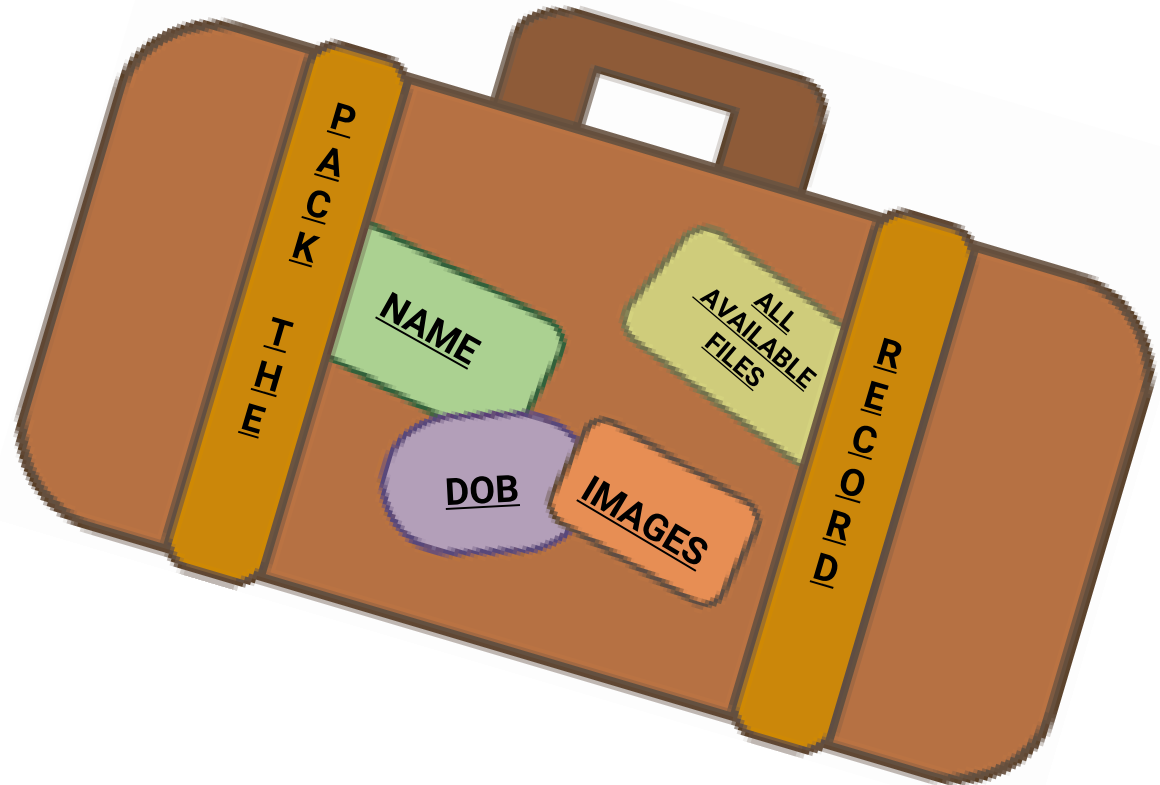 PACK THE
NAME
DOB
IMAGES
ALL
AVAILABLE
FILES
RECORD